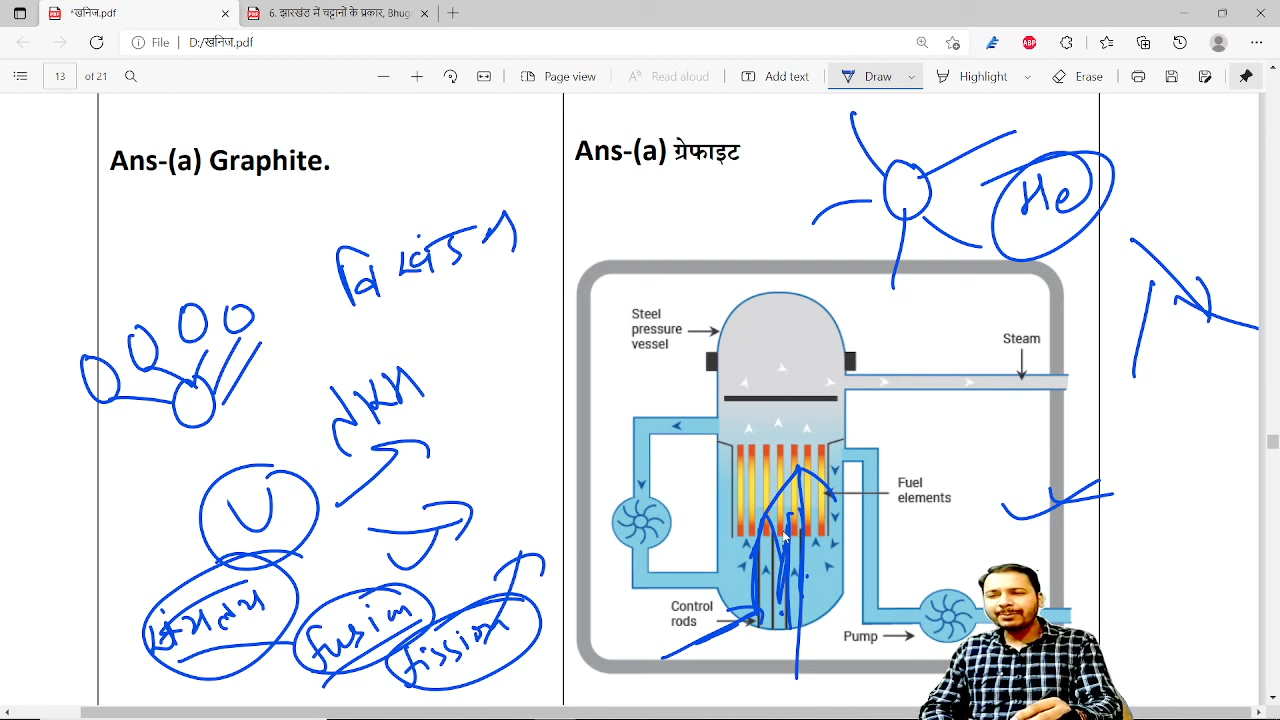 *खनिज.pdf
6. झारखंड में चट्टानों के प्रकार, Bhug
File
D:/खनिज.pdf
13
of 21
Page view
Read aloud
Add text
Draw
Highlight
Erase
Ans-(a) Graphite.
Ans-(a) ग्रेफाइट
He
विखंडन
N
Steel
pressure
vessel
Steam
Fuel
elements
U
fusion
fission
Control
rods
Pump